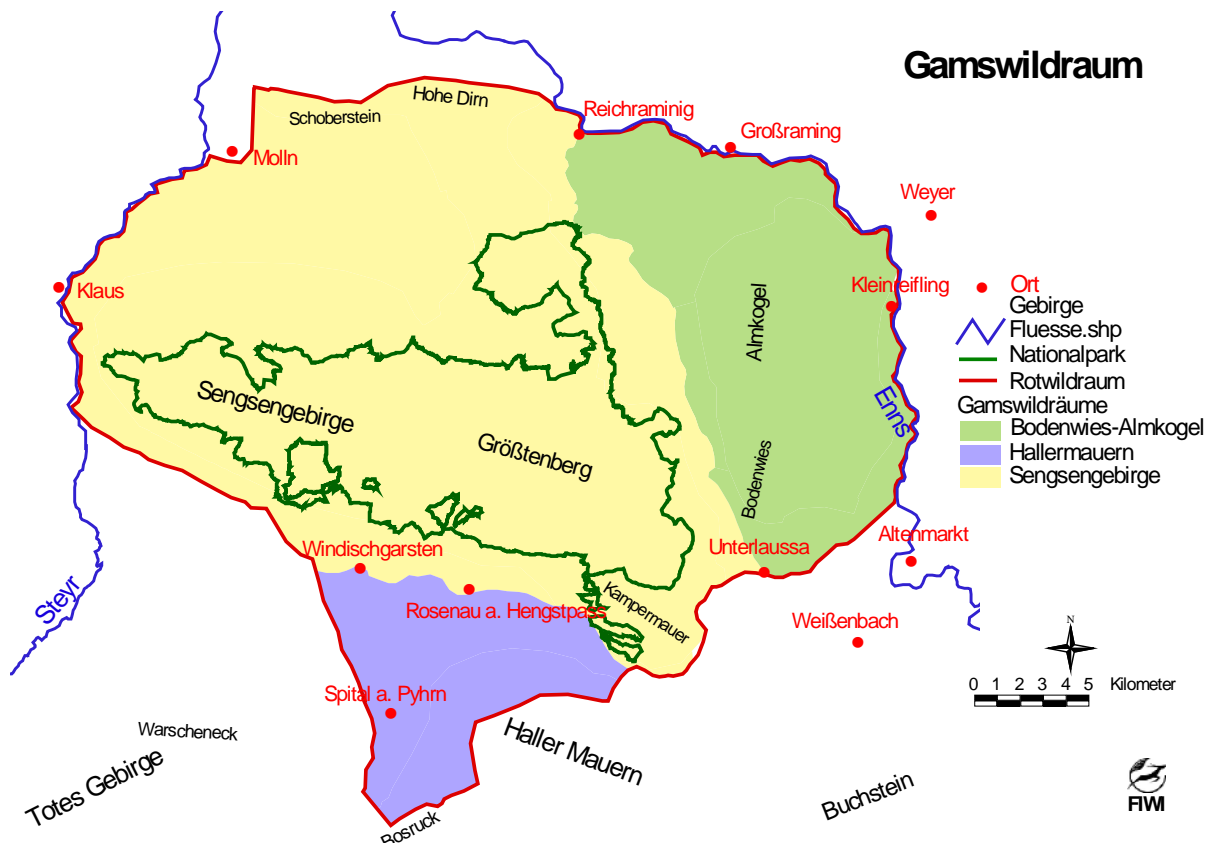 Gamswildraum
Hohe Dirn
Schoberstein
Reichraminig
Großraming
Molln
Weyer
Klaus
Kleinreifling
Almkogel
Enns
Sengsengebirge
Größtenberg
Bodenwies
Windischgarsten
Unterlaussa
Altenmarkt
Rosenau a. Hengstpass
Kampermauer
Steyr
Weißenbach
Spital a. Pyhrn
Warscheneck
Haller Mauern
Totes Gebirge
Buchstein
Bosruck
Ort
Gebirge
Fluesse.shp
Nationalpark
Rotwildraum
Gamswildräume
Bodenwies-Almkogel
Hallermauern
Sengsengebirge
N
0 1 2 3 4 5 Kilometer
FIWI